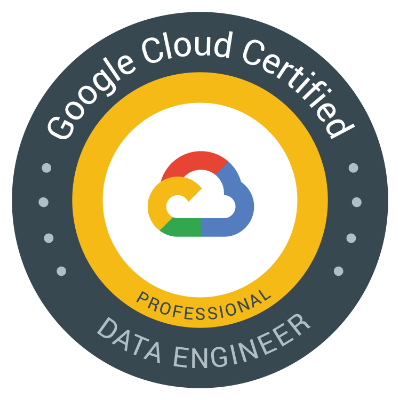 Google Cloud Certified
PROFESSIONAL
DATA ENGINEER